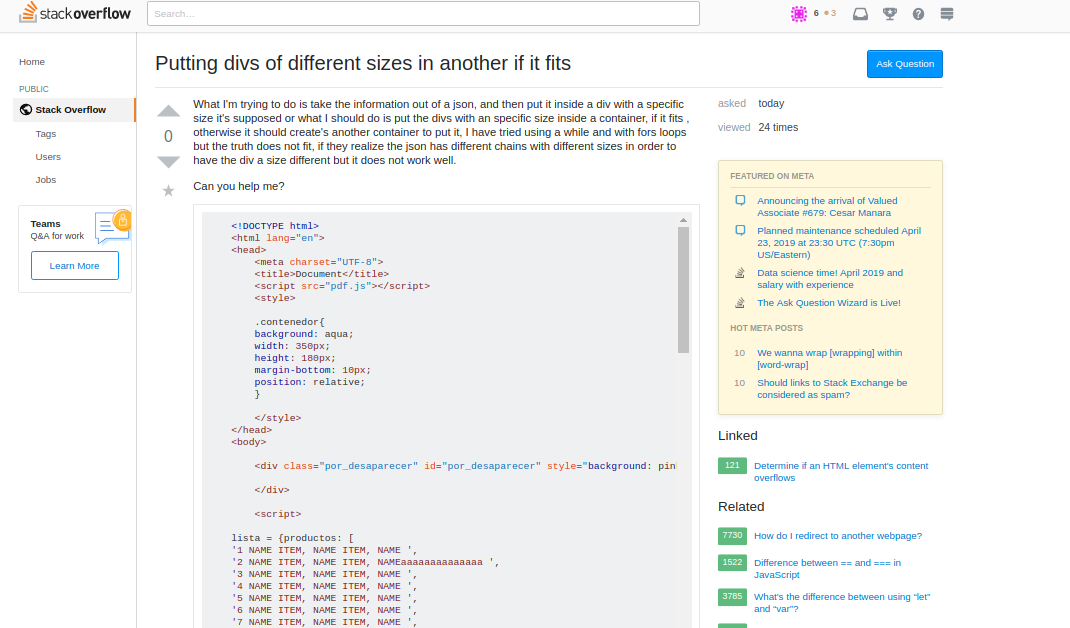 stackoverflow
Search...
6 3
Home
PUBLIC
Stack Overflow
Tags
Users
Jobs
Teams
Q&A for work
Learn More
Putting divs of different sizes in another if it fits
Ask Question
0
What I'm trying to do is take the information out of a json, and then put it inside a div with a specific
size it's supposed or what I should do is put the divs with an specific size inside a container, if it fits ,
otherwise it should create's another container to put it, I have tried using a while and with fors loops
but the truth does not fit, if they realize the json has different chains with different sizes in order to
have the div a size different but it does not work well.
Can you help me?
<!DOCTYPE html>
<html lang="en">
<head>
<meta charset="UTF-8">
<title>Document</title>
<script src="pdf.js"></script>
<style>
.contenedor{
background: aqua;
width: 350px;
height: 180px;
margin-bottom: 10px;
position: relative;
}
</style>
</head>
<body>
<div class="por_desaparecer" id="por_desaparecer" style="background: pin
</div>
<script>
lista = {productos: [
'1 NAME ITEM, NAME ITEM, NAME ',
'2 NAME ITEM, NAME ITEM, NAMEaaaaaaaaaaaaaa ',
'3 NAME ITEM, NAME ITEM, NAME ',
'4 NAME ITEM, NAME ITEM, NAME ',
'5 NAME ITEM, NAME ITEM, NAME ',
'6 NAME ITEM, NAME ITEM, NAME ',
'7 NAME ITEM, NAME ITEM, NAME ',
asked today
viewed 24 times
FEATURED ON META
Announcing the arrival of Valued
Associate #679: Cesar Manara
Planned maintenance scheduled April
23, 2019 at 23:30 UTC (7:30pm
US/Eastern)
Data science time! April 2019 and
salary with experience
The Ask Question Wizard is Live!
HOT META POSTS
10 We wanna wrap [wrapping] within
[word-wrap]
10 Should links to Stack Exchange be
considered as spam?
Linked
121 Determine if an HTML element's content
overflows
Related
7730 How do I redirect to another webpage?
1522 Difference between == and === in
JavaScript
3785 What's the difference between using “let”
and “var”?